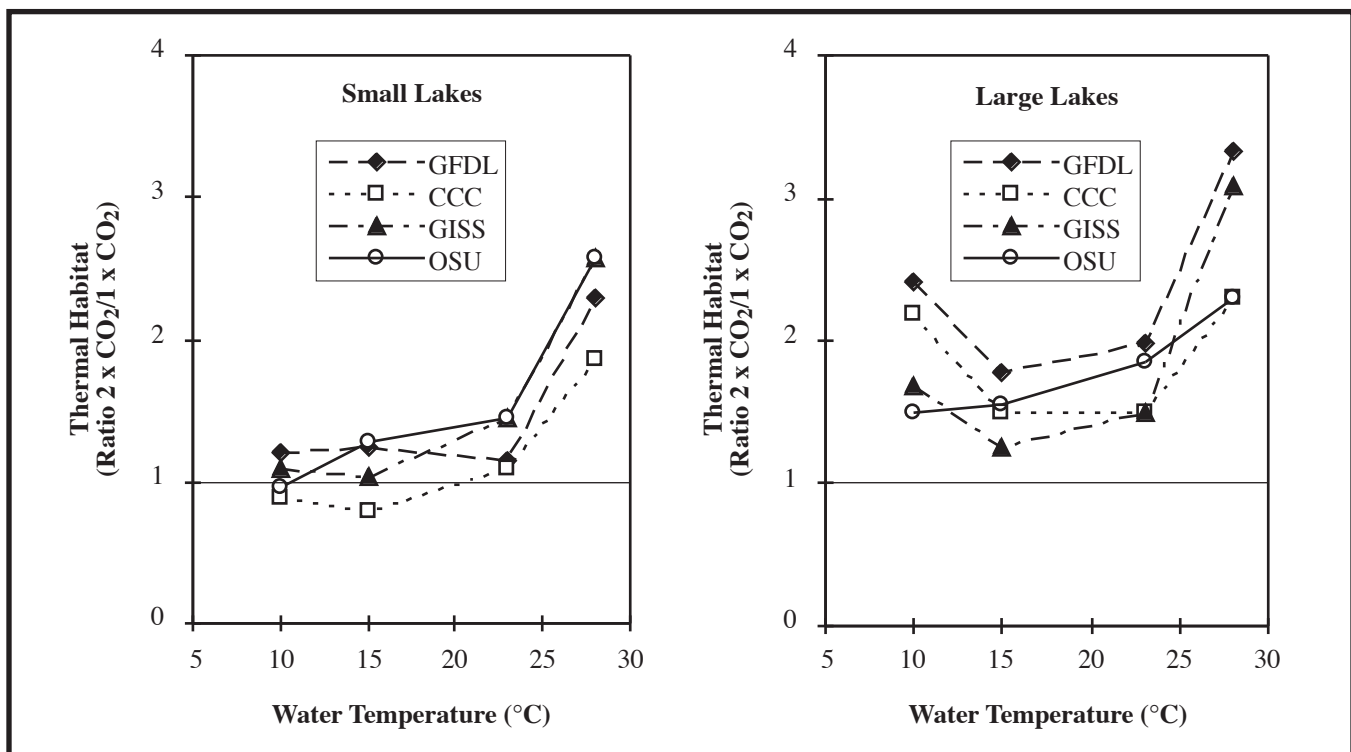 Small Lakes
GFDL
CCC
GISS
OSU
4
3
2
1
0
Thermal Habitat
(Ratio 2 x CO₂/1 x CO₂)
5 10 15 20 25 30
Water Temperature (°C)
Large Lakes
GFDL
CCC
GISS
OSU
4
3
2
1
0
Thermal Habitat
(Ratio 2 x CO₂/1 x CO₂)
5 10 15 20 25 30
Water Temperature (°C)